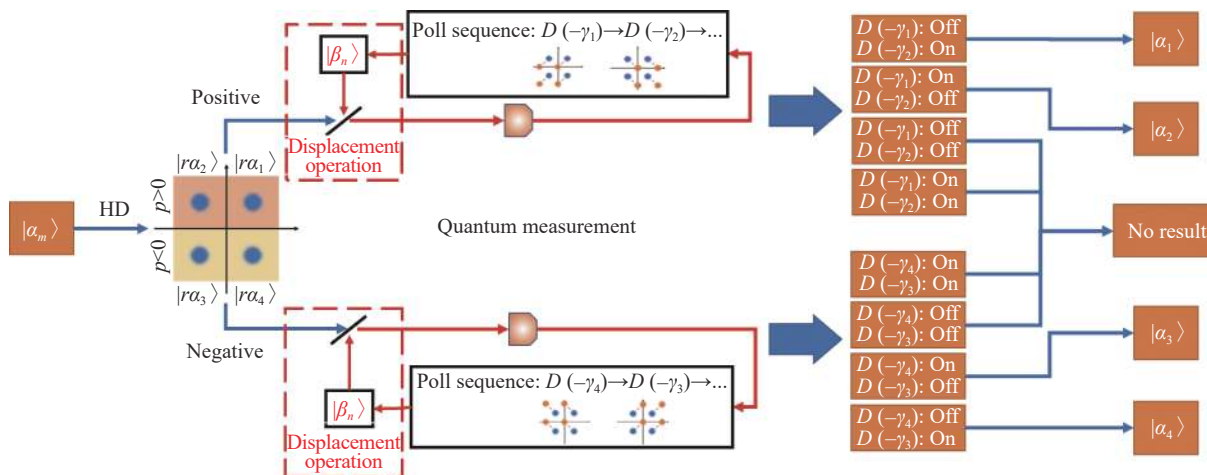 |αₘ⟩
HD
p>0
p<0
|rα₂⟩
|rα₁⟩
|rα₃⟩
|rα₄⟩
Positive
|βₙ⟩
Displacement
operation
Poll sequence: D (−γ₁)→D (−γ₂)→...
Quantum measurement
Negative
|βₙ⟩
Displacement
operation
Poll sequence: D (−γ₄)→D (−γ₃)→...
D (−γ₁): Off
D (−γ₂): On
D (−γ₁): On
D (−γ₂): Off
D (−γ₁): Off
D (−γ₂): Off
D (−γ₁): On
D (−γ₂): On
D (−γ₄): On
D (−γ₃): On
D (−γ₄): Off
D (−γ₃): Off
D (−γ₄): On
D (−γ₃): Off
D (−γ₄): Off
D (−γ₃): On
|α₁⟩
|α₂⟩
No result
|α₃⟩
|α₄⟩